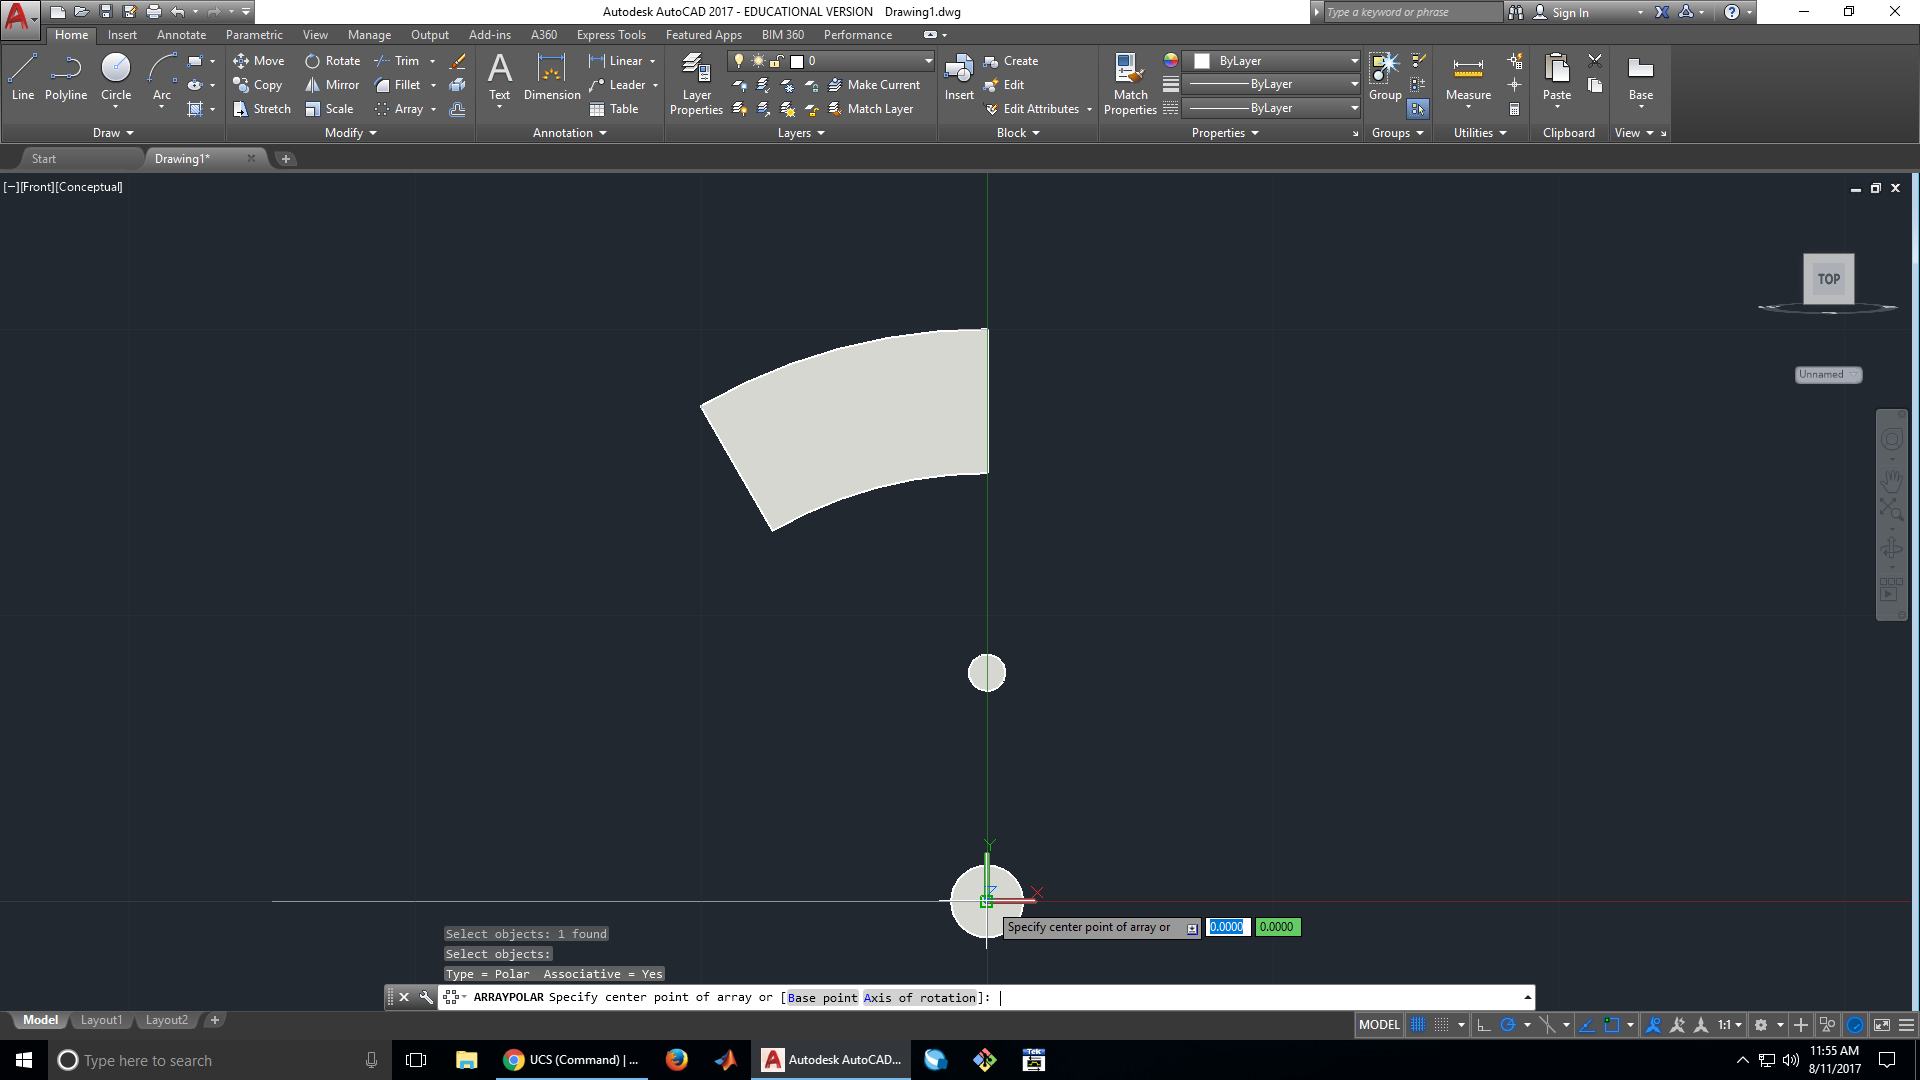 Autodesk AutoCAD 2017 - EDUCATIONAL VERSION Drawing1.dwg
Type a keyword or phrase
Sign In
Home Insert Annotate Parametric View Manage Output Add-ins A360 Express Tools Featured Apps BIM 360 Performance
Line Polyline Circle Arc
Move Rotate Trim
Copy Mirror Fillet
Stretch Scale Array
Text Dimension
Linear
Leader
Table
Layer Properties
0
Make Current
Match Layer
Insert
Create
Edit
Edit Attributes
Match Properties
ByLayer
ByLayer
ByLayer
Group
Measure
Paste
Base
Draw Modify Annotation Layers Block Properties Groups Utilities Clipboard View
Start Drawing1*
[−][Front][Conceptual]
TOP
Unnamed
Y
Z
X
Specify center point of array or 0.0000 0.0000
Select objects: 1 found
Select objects:
Type = Polar Associative = Yes
ARRAYPOLAR Specify center point of array or [Base point Axis of rotation]:
Model Layout1 Layout2
MODEL 1:1
Type here to search
UCS (Command) | ...
Autodesk AutoCAD...
Tek
11:55 AM
8/11/2017